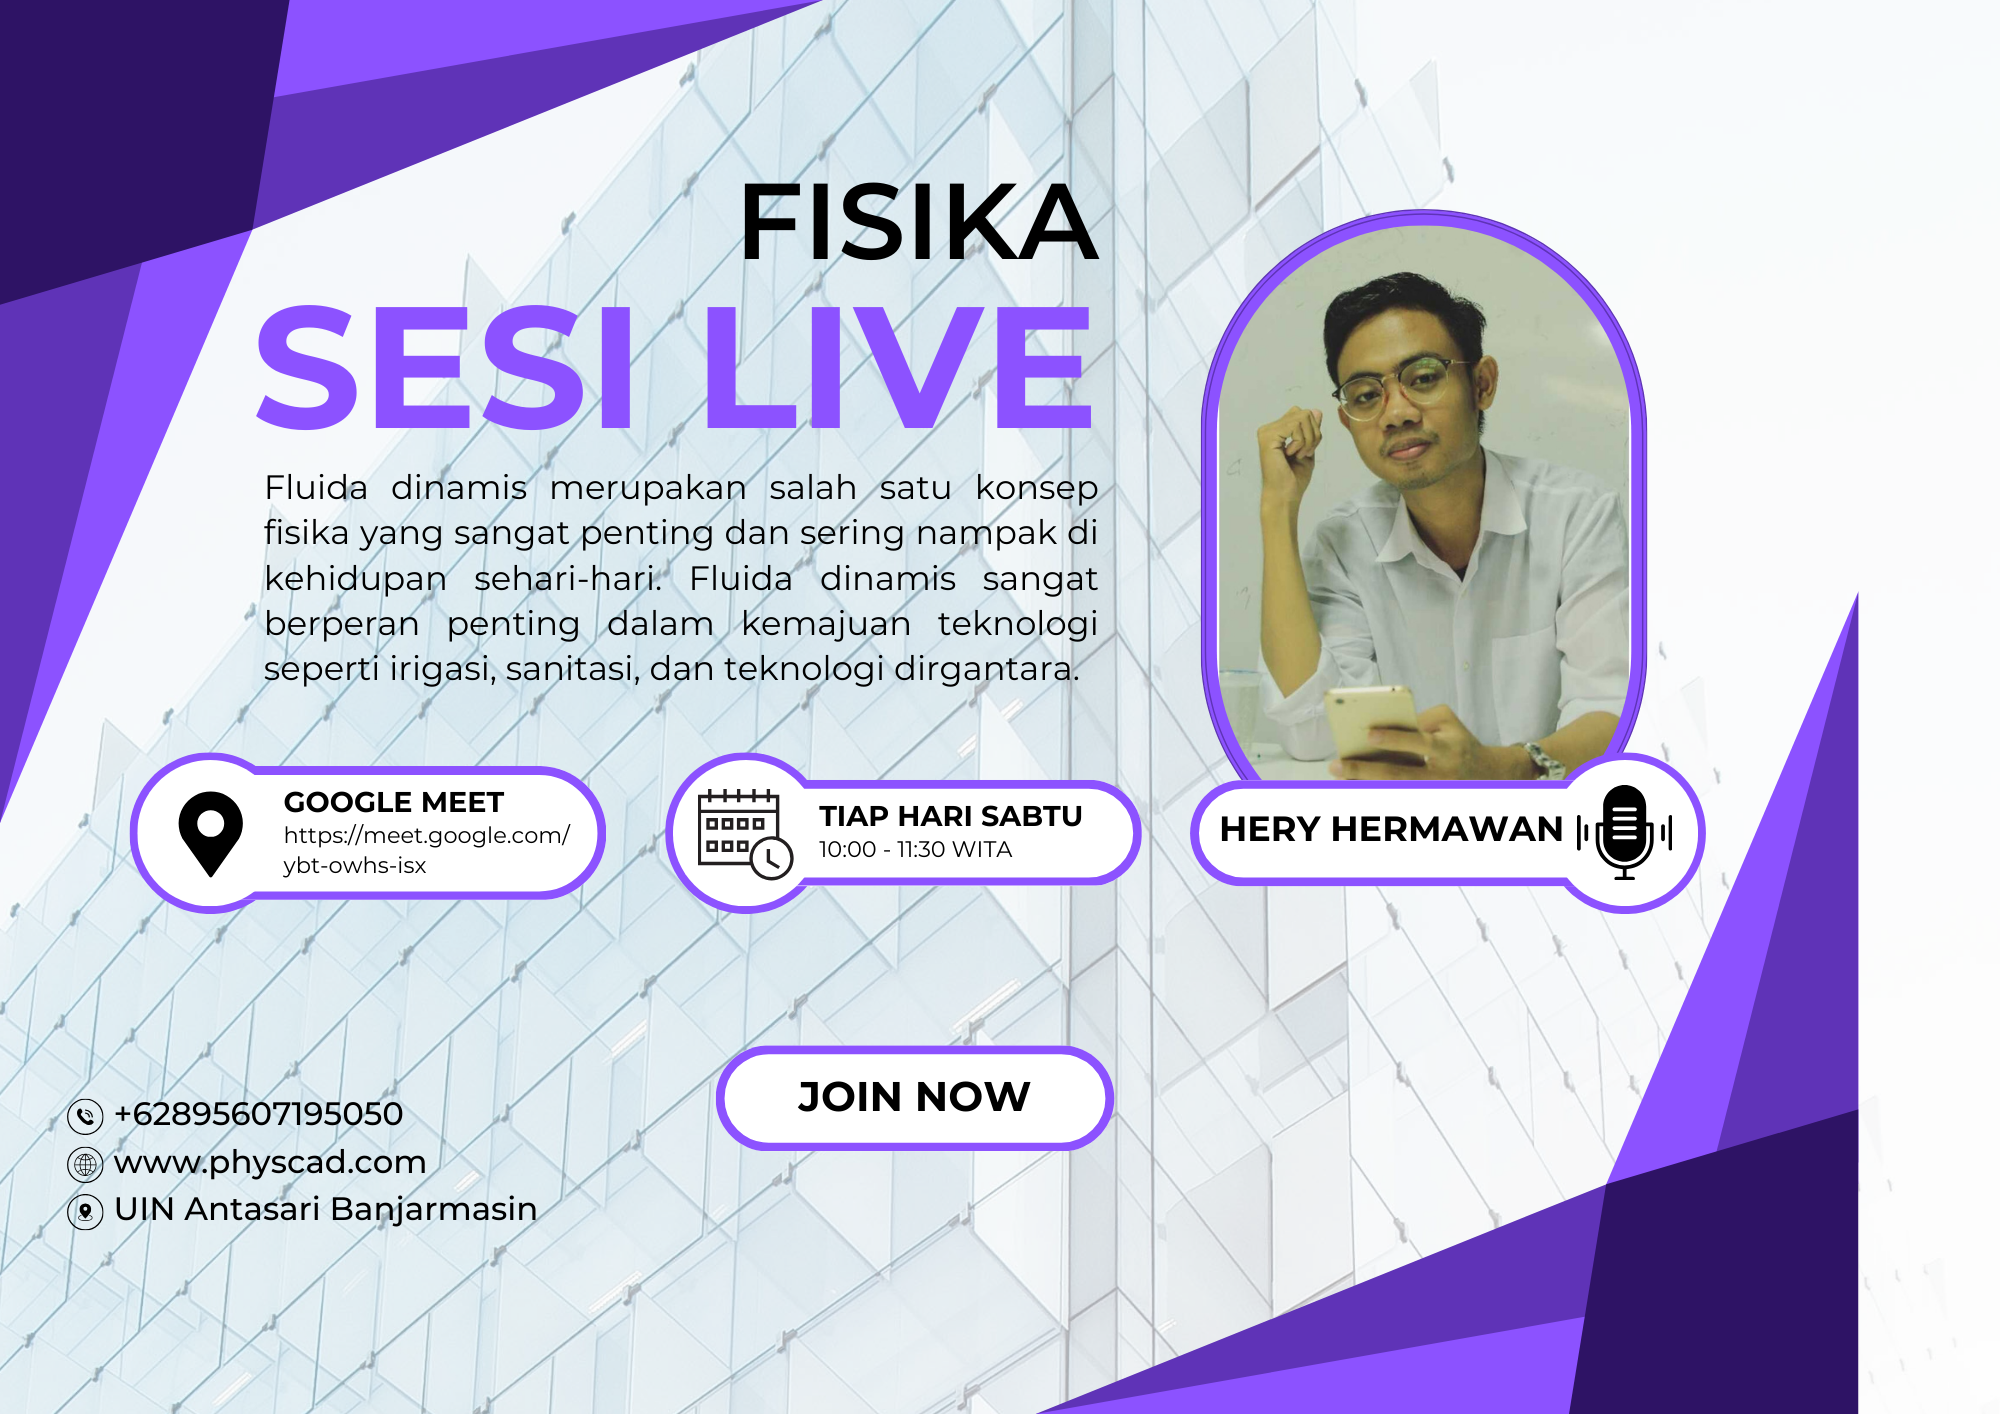 FISIKA
SESI LIVE
Fluida dinamis merupakan salah satu konsep
fisika yang sangat penting dan sering nampak di
kehidupan sehari-hari. Fluida dinamis sangat
berperan penting dalam kemajuan teknologi
seperti irigasi, sanitasi, dan teknologi dirgantara.
GOOGLE MEET
https://meet.google.com/
ybt-owhs-isx
TIAP HARI SABTU
10:00 - 11:30 WITA
HERY HERMAWAN
JOIN NOW
+62895607195050
www.physcad.com
UIN Antasari Banjarmasin